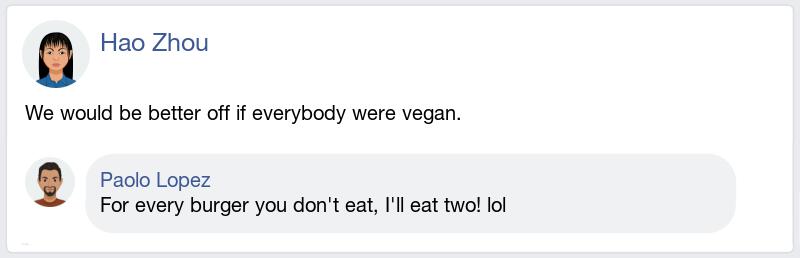 Hao Zhou
We would be better off if everybody were vegan.
Paolo Lopez
For every burger you don't eat, I'll eat two! lol